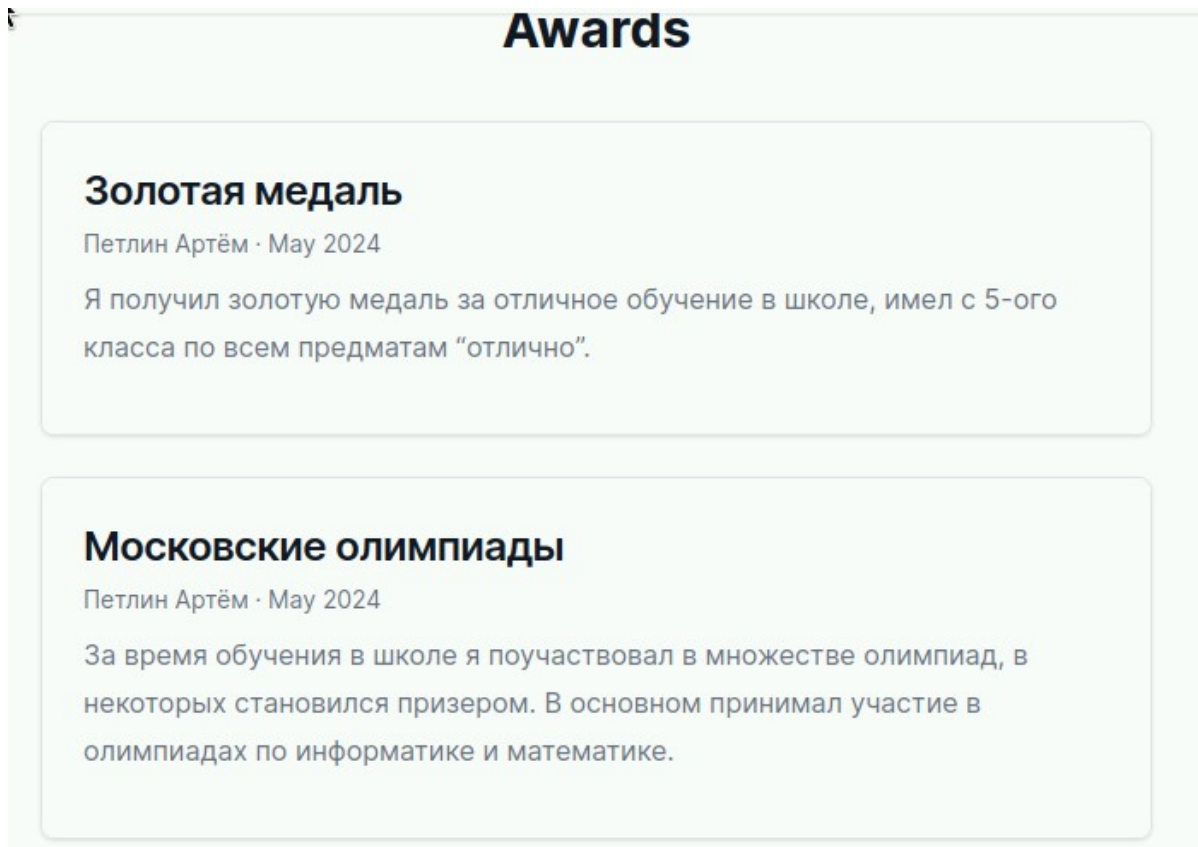 Awards
Золотая медаль
Петлин Артём · May 2024
Я получил золотую медаль за отличное обучение в школе, имел с 5-ого
класса по всем предматам “отлично”.
Московские олимпиады
Петлин Артём · May 2024
За время обучения в школе я поучаствовал в множестве олимпиад, в
некоторых становился призером. В основном принимал участие в
олимпиадах по информатике и математике.